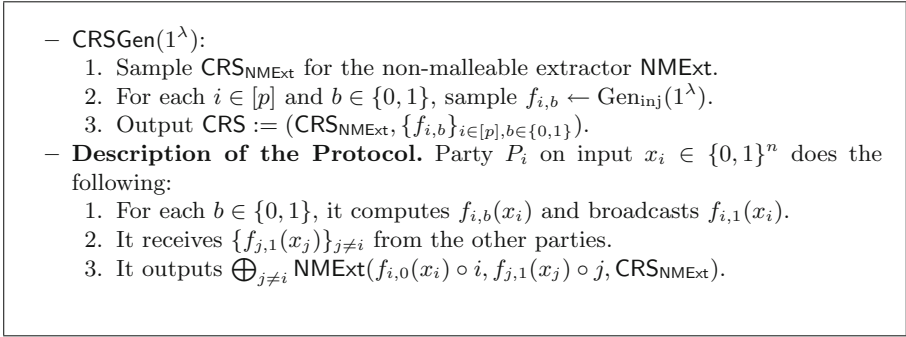 – CRSGen(1^λ):
1. Sample CRS_NMExt for the non-malleable extractor NMExt.
2. For each i ∈ [p] and b ∈ {0, 1}, sample f_{i,b} ← Gen_inj(1^λ).
3. Output CRS := (CRS_NMExt, {f_{i,b}}_{i∈[p],b∈{0,1}}).
– Description of the Protocol. Party P_i on input x_i ∈ {0, 1}^n does the
following:
1. For each b ∈ {0, 1}, it computes f_{i,b}(x_i) and broadcasts f_{i,1}(x_i).
2. It receives {f_{j,1}(x_j)}_{j≠i} from the other parties.
3. It outputs ⨁_{j≠i} NMExt(f_{i,0}(x_i) ∘ i, f_{j,1}(x_j) ∘ j, CRS_NMExt).